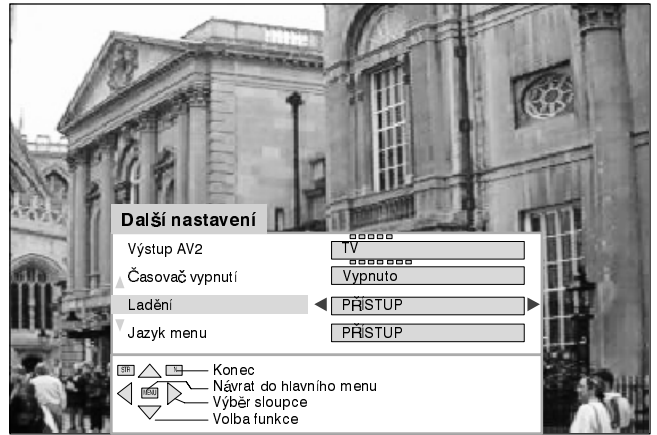 Další nastavení
Výstup AV2 TV
Časovač vypnutí Vypnuto
Ladění PŘÍSTUP
Jazyk menu PŘÍSTUP
STR N Konec
MENU Návrat do hlavního menu
Výběr sloupce
Volba funkce